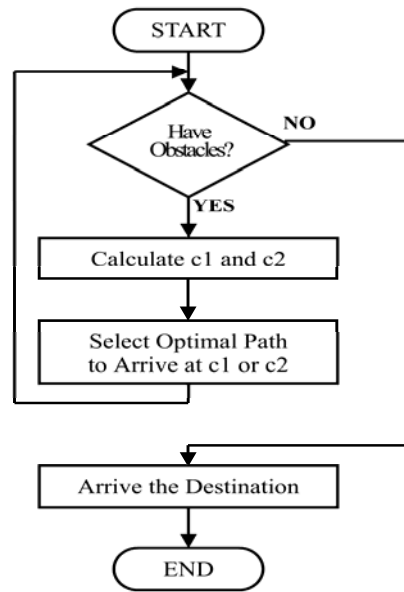 START
Have
Obstacles?
NO
YES
Calculate c1 and c2
Select Optimal Path
to Arrive at c1 or c2
Arrive the Destination
END